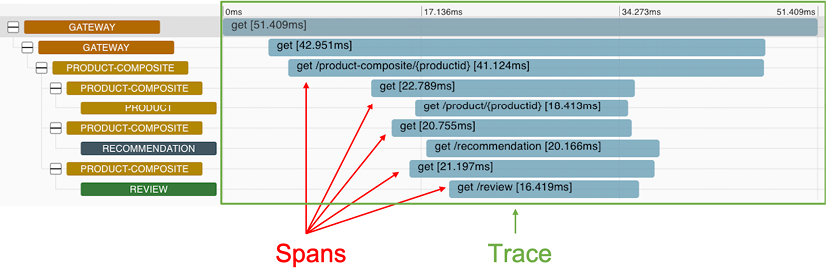 0ms 17.136ms 34.273ms 51.409ms
GATEWAY get [51.409ms]
GATEWAY get [42.951ms]
PRODUCT-COMPOSITE get /product-composite/{productid} [41.124ms]
PRODUCT-COMPOSITE get [22.789ms]
PRODUCT get /product/{productid} [18.413ms]
PRODUCT-COMPOSITE get [20.755ms]
RECOMMENDATION get /recommendation [20.166ms]
PRODUCT-COMPOSITE get [21.197ms]
REVIEW get /review [16.419ms]
Spans Trace